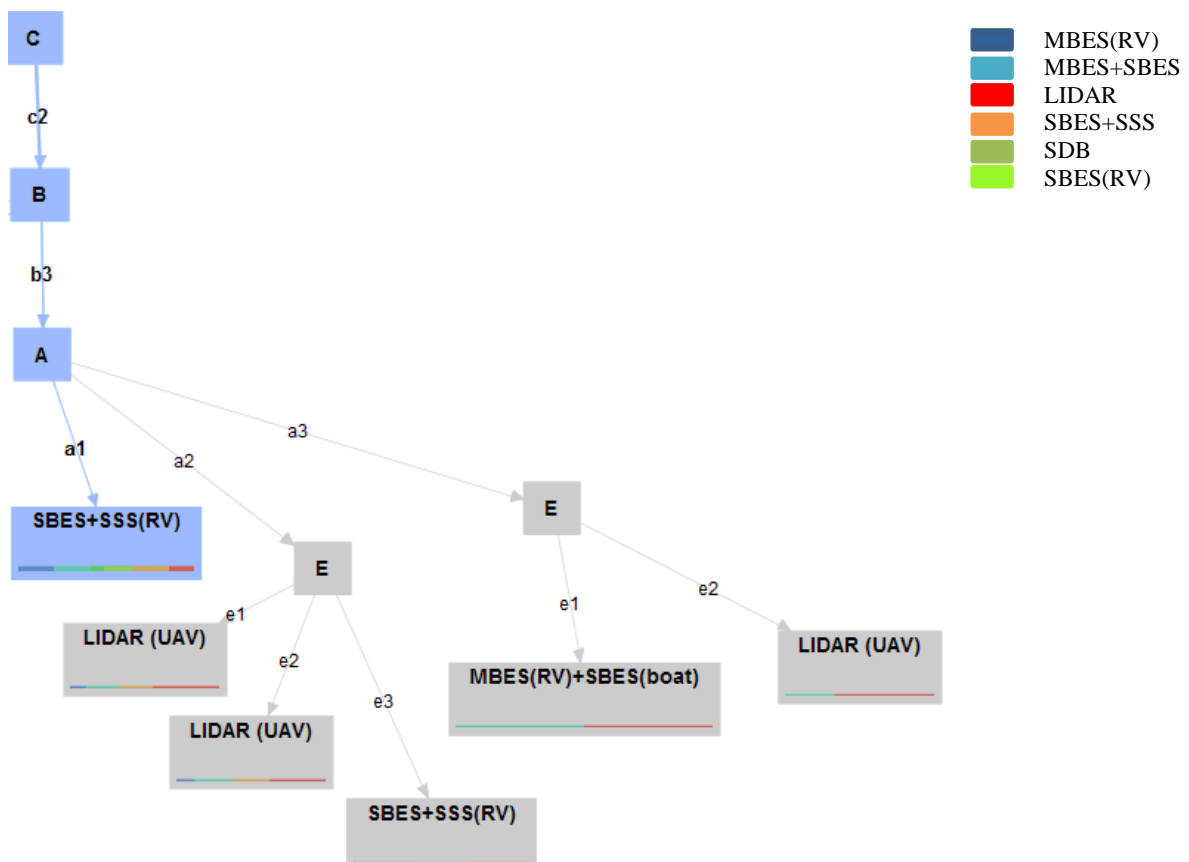 C
MBES(RV)
MBES+SBES
LIDAR
SBES+SSS
SDB
SBES(RV)
c2
B
b3
A
a3
a1
a2
E
SBES+SSS(RV)
E
e1
e2
e1
LIDAR (UAV)
LIDAR (UAV)
e2
MBES(RV)+SBES(boat)
e3
LIDAR (UAV)
SBES+SSS(RV)